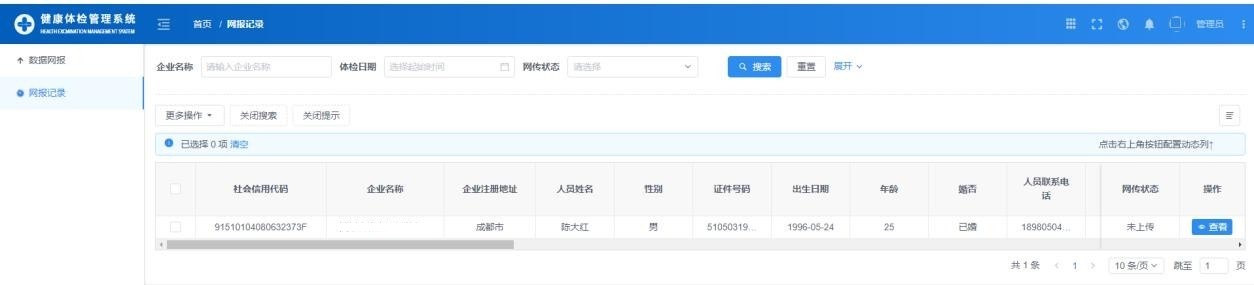 健康体检管理系统
HEALTH EXCMINATION MANAGEMENT SYSTEM
首页 / 网报记录
管理员
数据网报
网报记录
企业名称 请输入企业名称 体检日期 选择起始时间 网传状态 请选择 搜索 重置 展开
更多操作 关闭搜索 关闭提示
已选择 0 项 清空 点击右上角按钮配置动态列↑
社会信用代码 企业名称 企业注册地址 人员姓名 性别 证件号码 出生日期 年龄 婚否 人员联系电话 网传状态 操作
91510104080632373F 成都市 陈大红 男 51050319... 1996-05-24 25 已婚 18980504... 未上传 查看
共 1 条 < 1 > 10 条/页 跳至 1 页